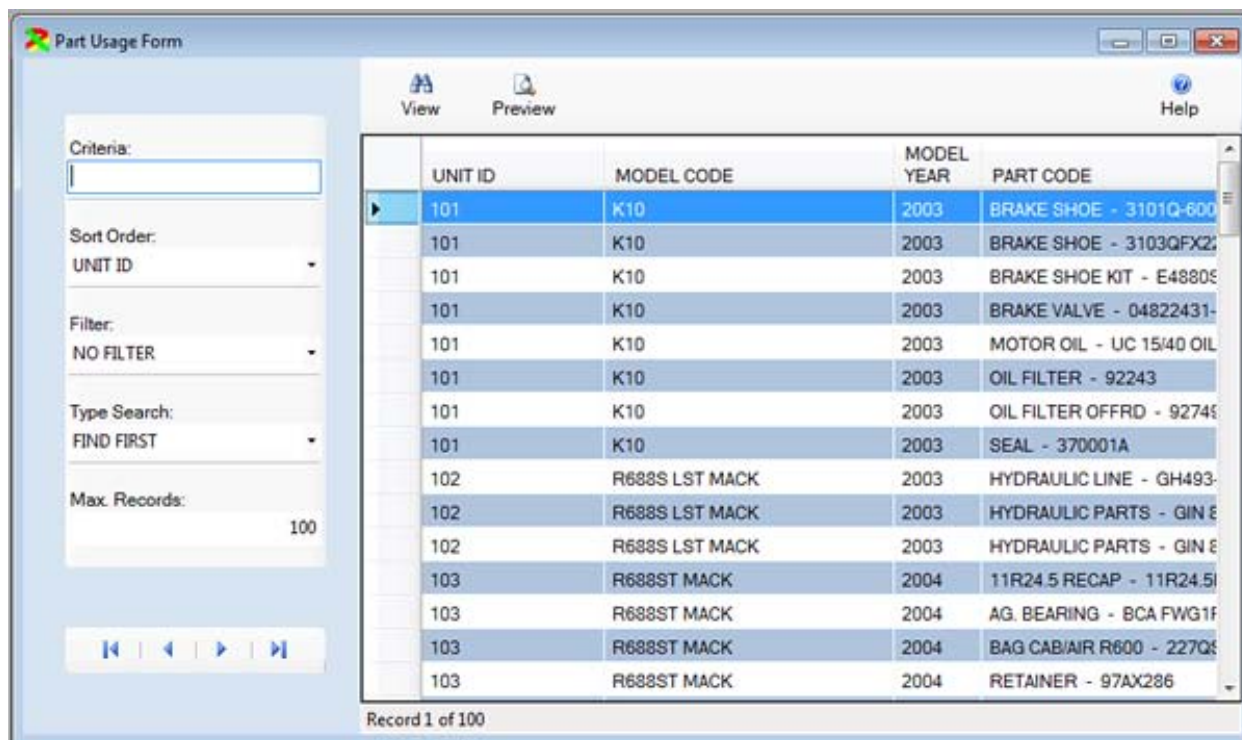 Part Usage Form
View Preview Help
Criteria:
Sort Order:
UNIT ID
Filter:
NO FILTER
Type Search:
FIND FIRST
Max. Records:
100
UNIT ID MODEL CODE MODEL YEAR PART CODE
101 K10 2003 BRAKE SHOE - 3101Q-600
101 K10 2003 BRAKE SHOE - 3103QFX22
101 K10 2003 BRAKE SHOE KIT - E4880S
101 K10 2003 BRAKE VALVE - 04822431-
101 K10 2003 MOTOR OIL - UC 15/40 OIL
101 K10 2003 OIL FILTER - 92243
101 K10 2003 OIL FILTER OFFRD - 92749
101 K10 2003 SEAL - 370001A
102 R688S LST MACK 2003 HYDRAULIC LINE - GH493-
102 R688S LST MACK 2003 HYDRAULIC PARTS - GIN
102 R688S LST MACK 2003 HYDRAULIC PARTS - GIN
103 R688ST MACK 2004 11R24.5 RECAP - 11R24.5
103 R688ST MACK 2004 AG. BEARING - BCA FWG1
103 R688ST MACK 2004 BAG CAB/AIR R600 - 227QS
103 R688ST MACK 2004 RETAINER - 97AX286
Record 1 of 100